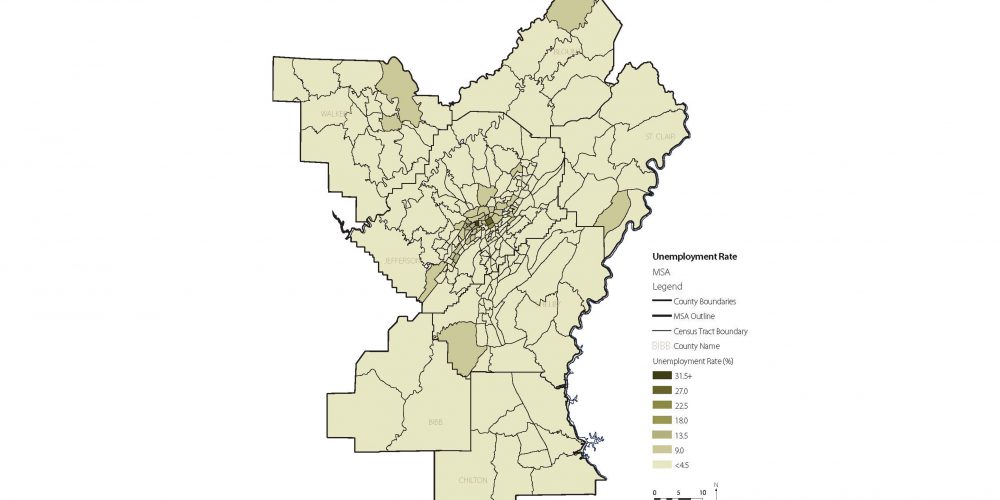 BLOUNT
WALKER
ST. CLAIR
JEFFERSON
SHELBY
BIBB
CHILTON
Unemployment Rate
MSA
Legend
County Boundaries
MSA Outline
Census Tract Boundary
BIBB County Name
Unemployment Rate (%)
31.5+
27.0
22.5
18.0
13.5
9.0
<4.5
N
0 5 10